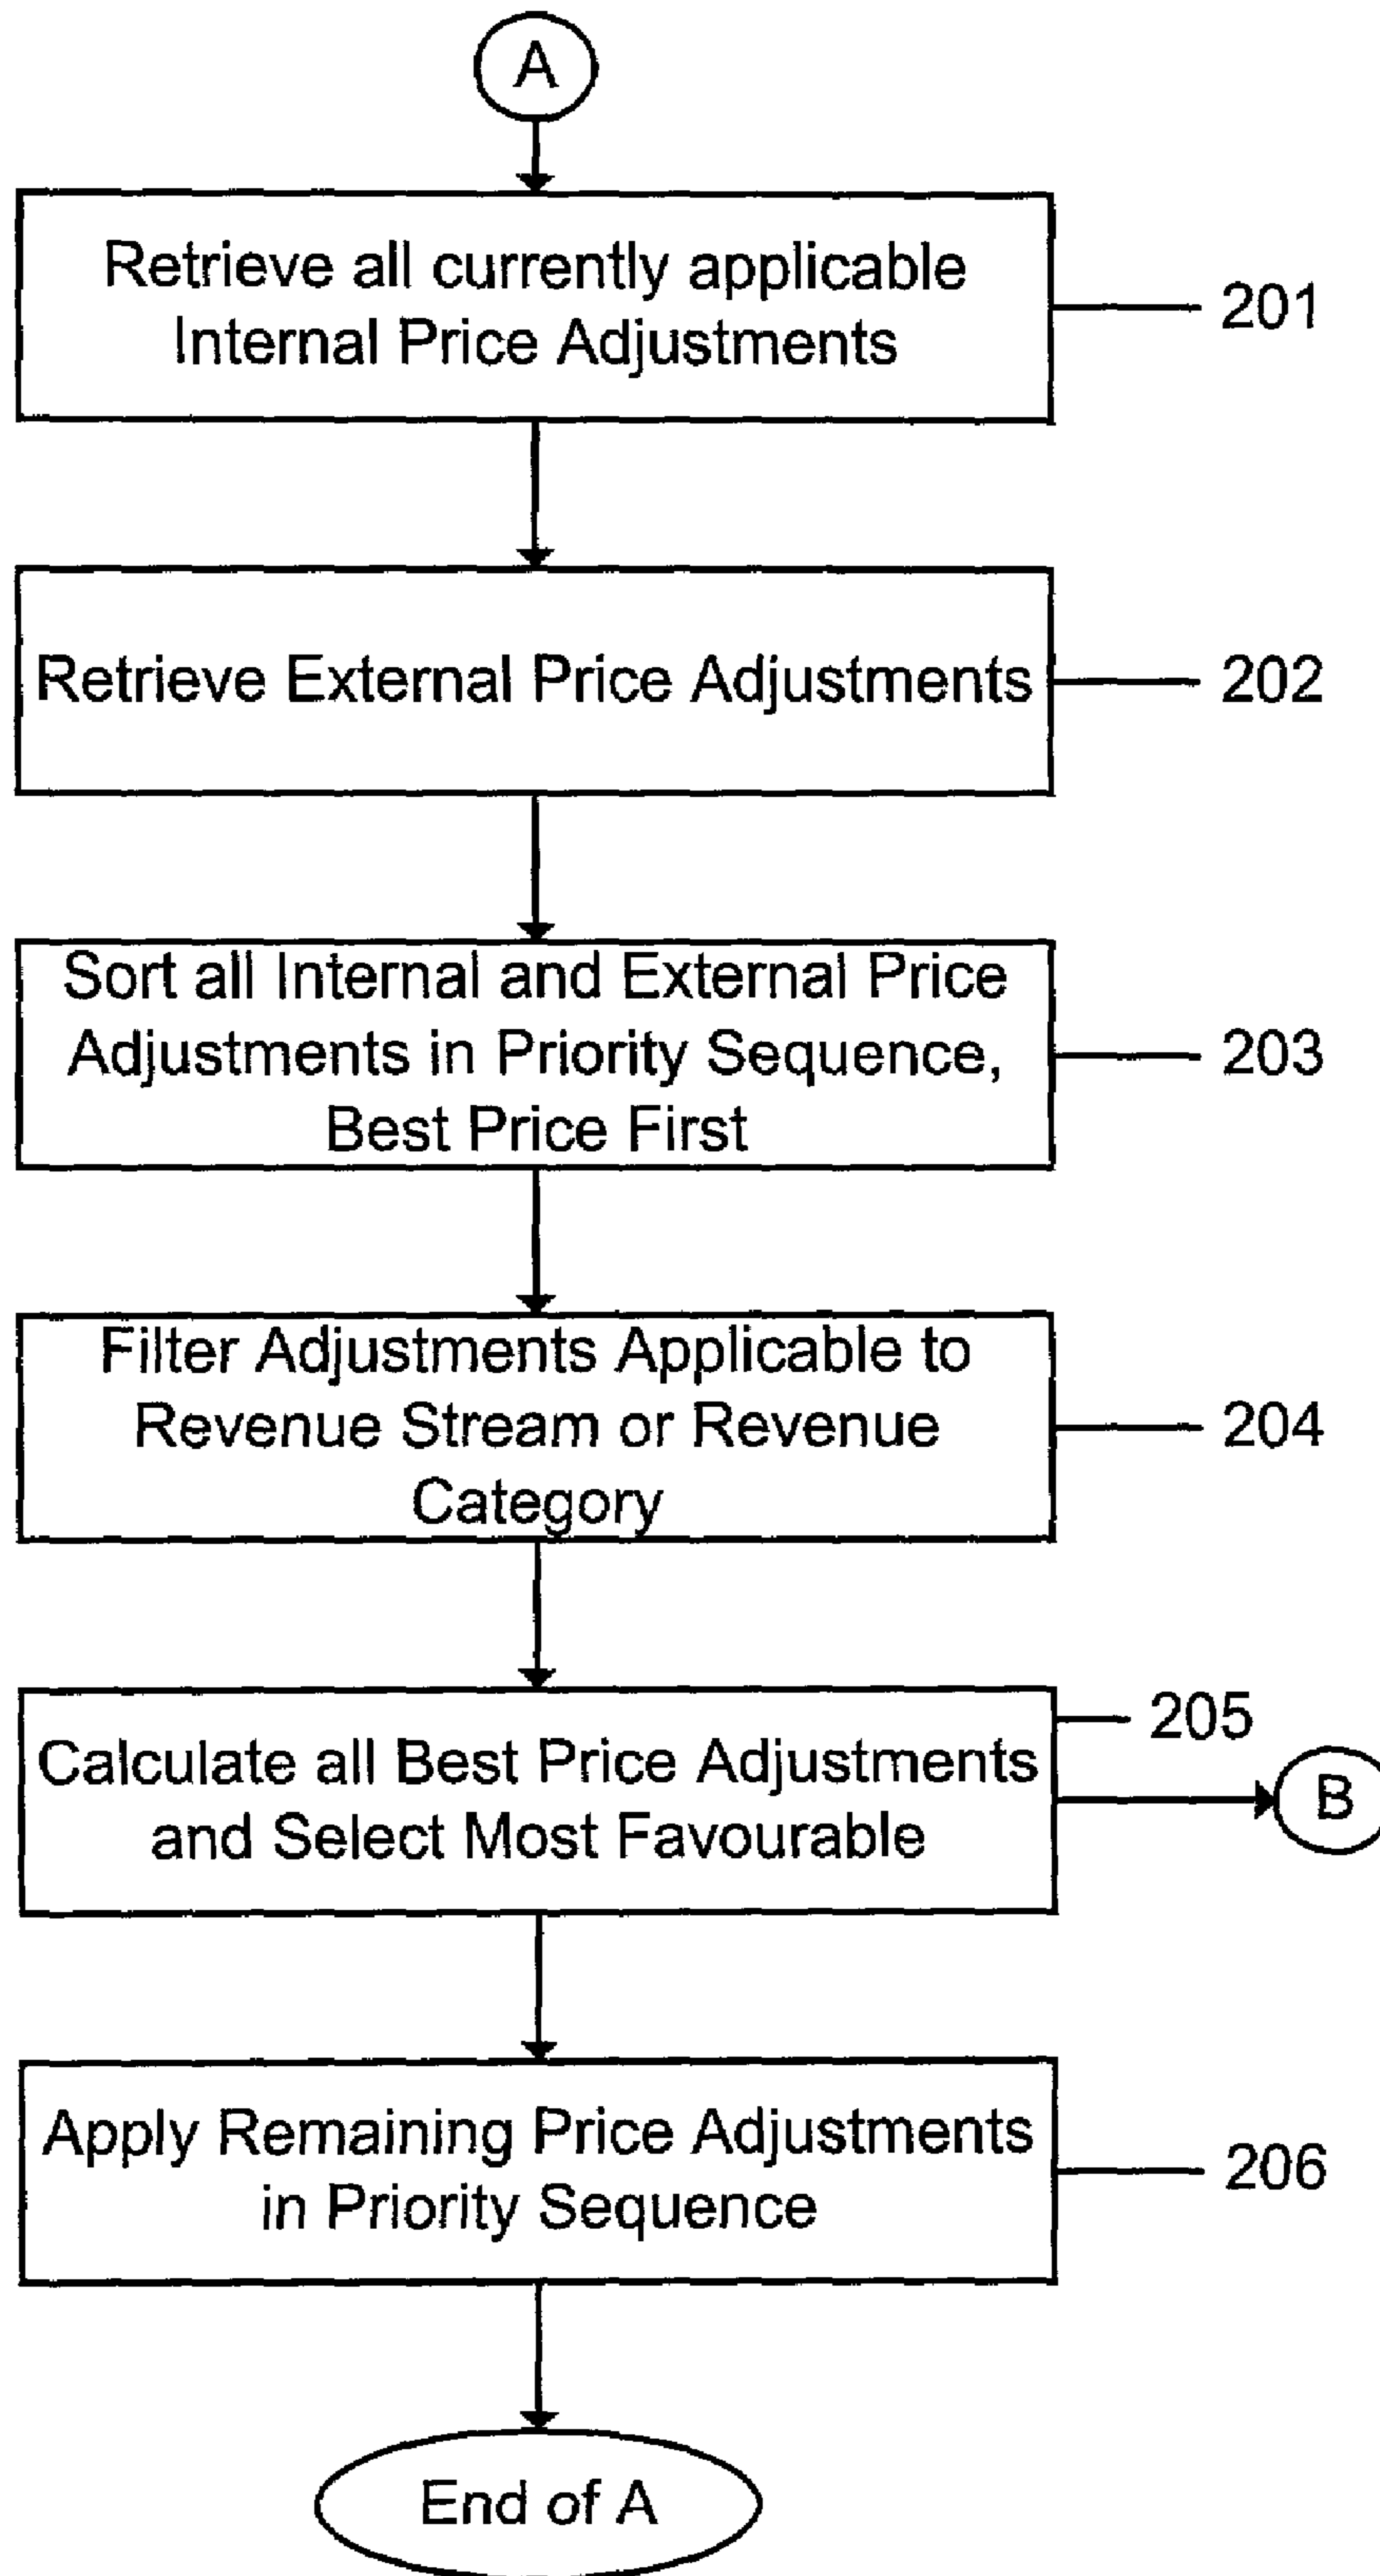 A
Retrieve all currently applicable
Internal Price Adjustments
201
Retrieve External Price Adjustments
202
Sort all Internal and External Price
Adjustments in Priority Sequence,
Best Price First
203
Filter Adjustments Applicable to
Revenue Stream or Revenue
Category
204
Calculate all Best Price Adjustments
and Select Most Favourable
205
B
Apply Remaining Price Adjustments
in Priority Sequence
206
End of A